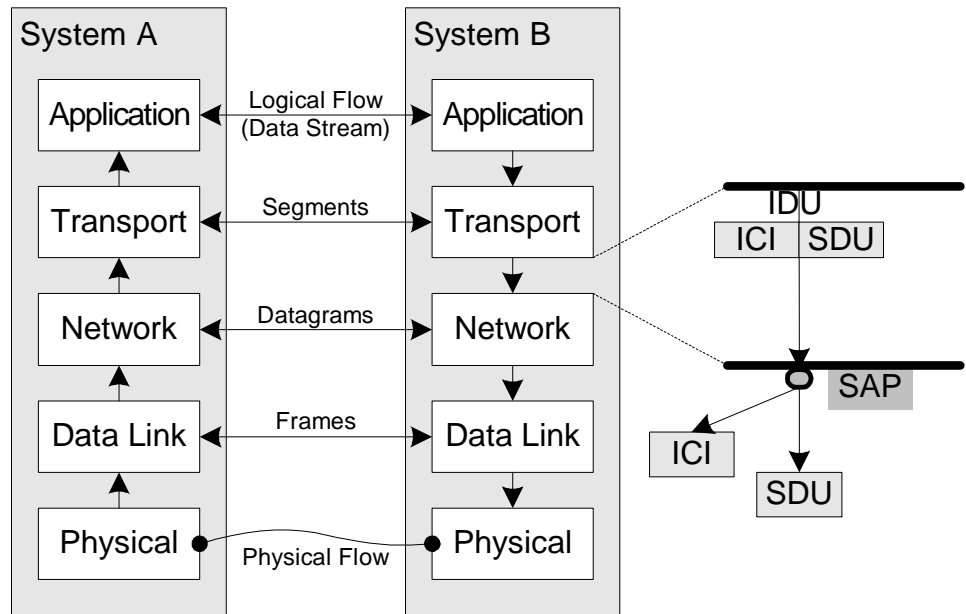 System A
System B
Application
Logical Flow
(Data Stream)
Application
Transport
Segments
Transport
IDU
ICI SDU
Network
Datagrams
Network
SAP
Data Link
Frames
Data Link
ICI
SDU
Physical
Physical Flow
Physical